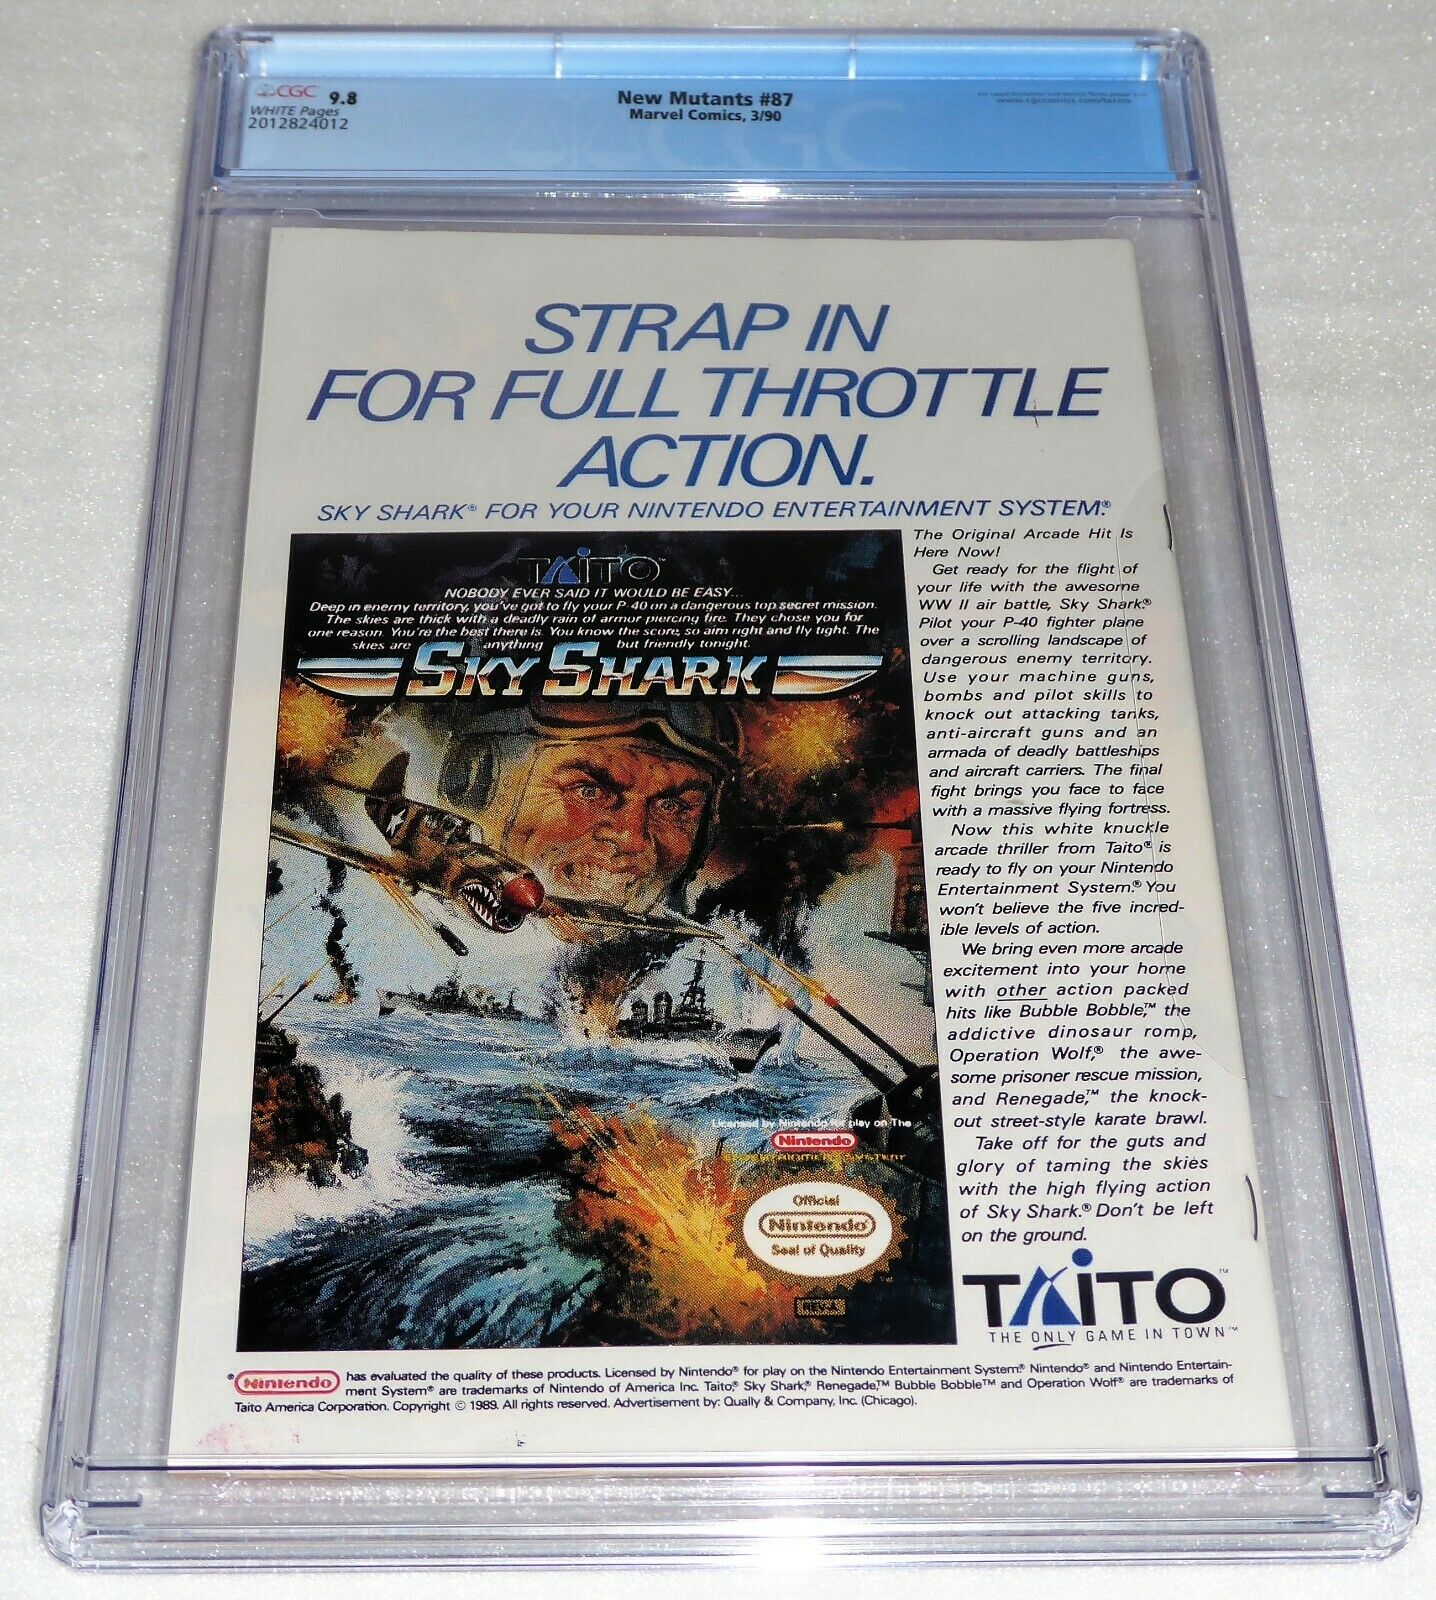 CGC 9.8
WHITE Pages
2012824012
New Mutants #87
Marvel Comics, 3/90
www.cgccomics.com/terms
CGC
STRAP IN
FOR FULL THROTTLE
ACTION.
SKY SHARK® FOR YOUR NINTENDO ENTERTAINMENT SYSTEM®
TAITO™
NOBODY EVER SAID IT WOULD BE EASY...
Deep in enemy territory, you've got to fly your P-40 on a dangerous top secret mission.
The skies are thick with a deadly rain of armor piercing fire. They chose you for
one reason. You're the best there is. You know the score, so aim right and fly tight. The
skies are anything but friendly tonight.
SKY SHARK™
Licensed by Nintendo for play on The
Nintendo
ENTERTAINMENT SYSTEM
Official
Nintendo®
Seal of Quality
The Original Arcade Hit Is
Here Now!
Get ready for the flight of
your life with the awesome
WW II air battle, Sky Shark®.
Pilot your P-40 fighter plane
over a scrolling landscape of
dangerous enemy territory.
Use your machine guns,
bombs and pilot skills to
knock out attacking tanks,
anti-aircraft guns and an
armada of deadly battleships
and aircraft carriers. The final
fight brings you face to face
with a massive flying fortress.
Now this white knuckle
arcade thriller from Taito® is
ready to fly on your Nintendo
Entertainment System®. You
won't believe the five incred-
ible levels of action.
We bring even more arcade
excitement into your home
with other action packed
hits like Bubble Bobble,™ the
addictive dinosaur romp,
Operation Wolf,® the awe-
some prisoner rescue mission,
and Renegade,™ the knock-
out street-style karate brawl.
Take off for the guts and
glory of taming the skies
with the high flying action
of Sky Shark.® Don't be left
on the ground.
TAITO™
THE ONLY GAME IN TOWN™
® Nintendo has evaluated the quality of these products. Licensed by Nintendo® for play on the Nintendo Entertainment System® Nintendo® and Nintendo Entertain-
ment System® are trademarks of Nintendo of America Inc. Taito®, Sky Shark®, Renegade,™ Bubble Bobble™ and Operation Wolf® are trademarks of
Taito America Corporation. Copyright © 1989. All rights reserved. Advertisement by: Qually & Company, Inc. (Chicago).